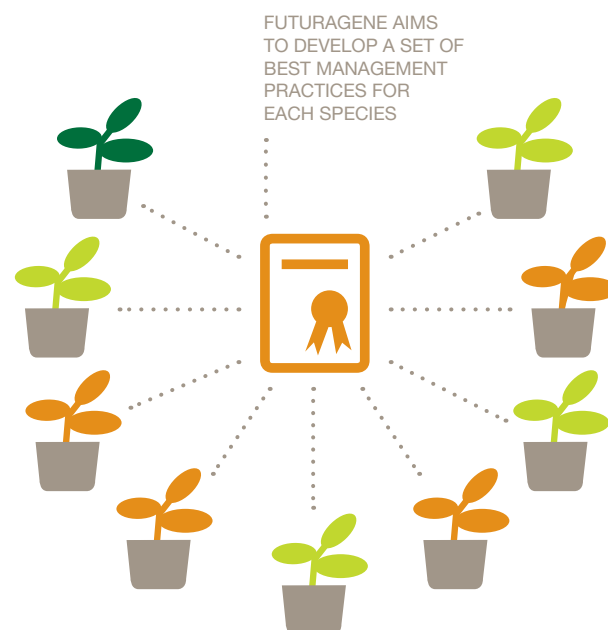 FUTURAGENE AIMS
TO DEVELOP A SET OF
BEST MANAGEMENT
PRACTICES FOR
EACH SPECIES